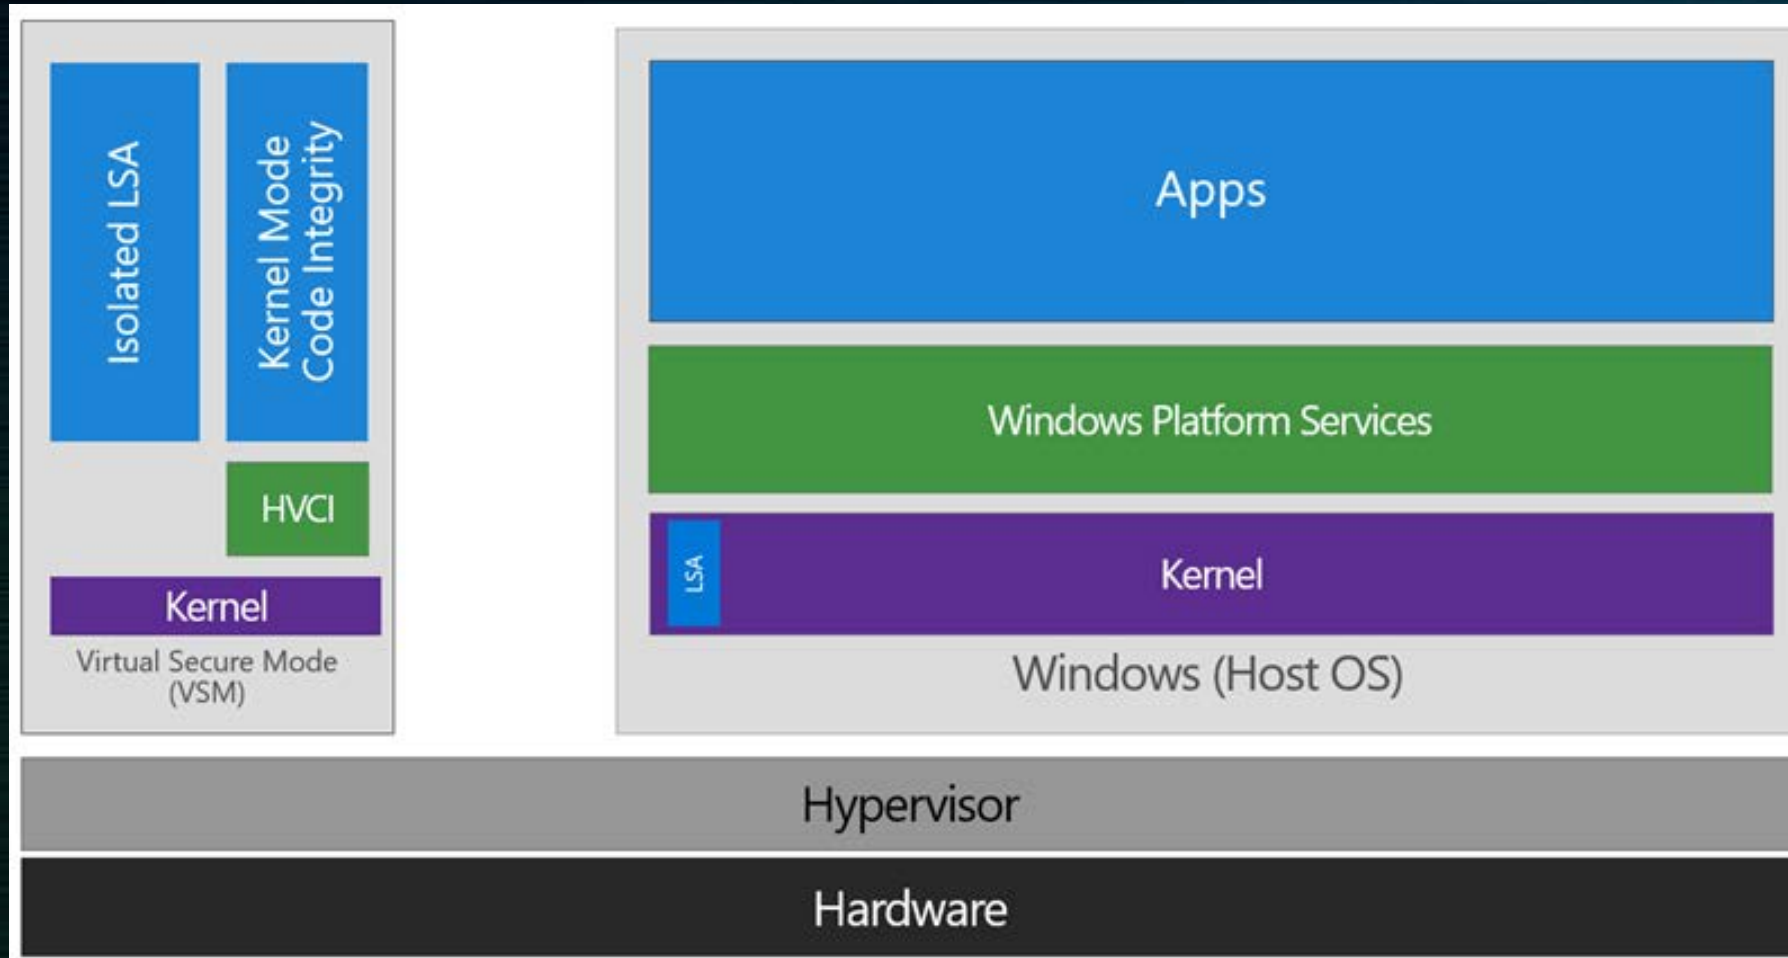 Isolated LSA
Kernel Mode
Code Integrity
HVCI
Kernel
Virtual Secure Mode
(VSM)
Apps
Windows Platform Services
LSA
Kernel
Windows (Host OS)
Hypervisor
Hardware